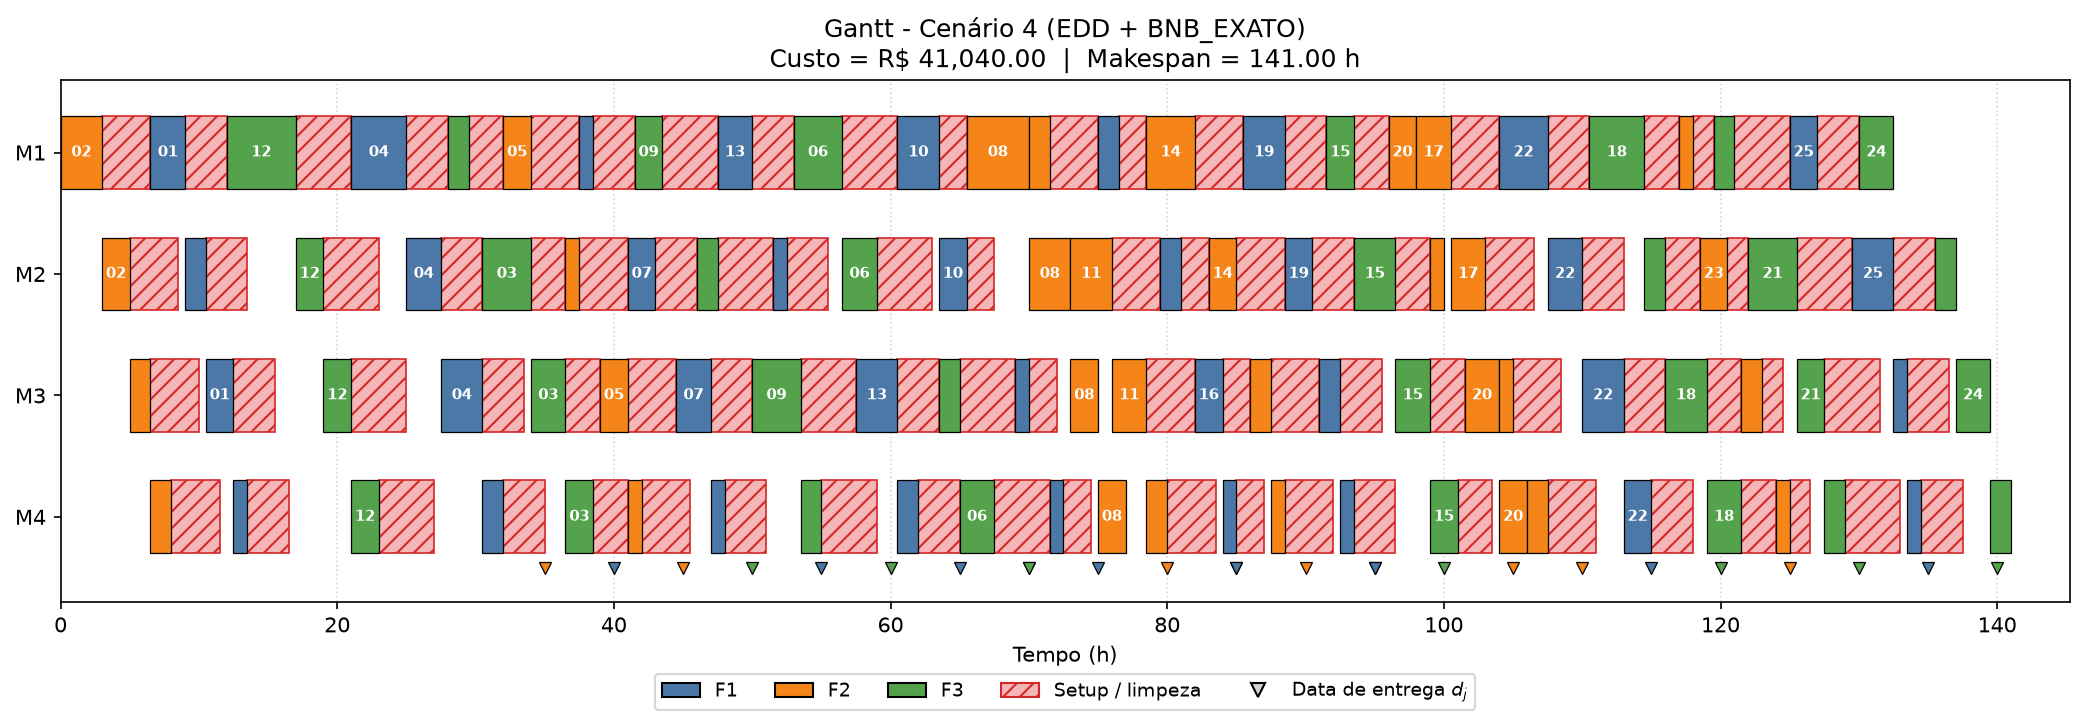 Gantt - Cenário 4 (EDD + BNB_EXATO)
Custo = R$ 41,040.00 | Makespan = 141.00 h
M1 02 01 12 04 05 09 13 06 10 08 14 19 15 20 17 22 18 25 24
M2 02 12 04 03 07 06 10 08 11 14 19 15 17 22 23 21 25
M3 01 12 04 03 05 07 09 13 08 11 16 15 20 22 18 21 24
M4 12 03 06 08 15 20 22 18
0 20 40 60 80 100 120 140
Tempo (h)
F1 F2 F3 Setup / limpeza Data de entrega dj